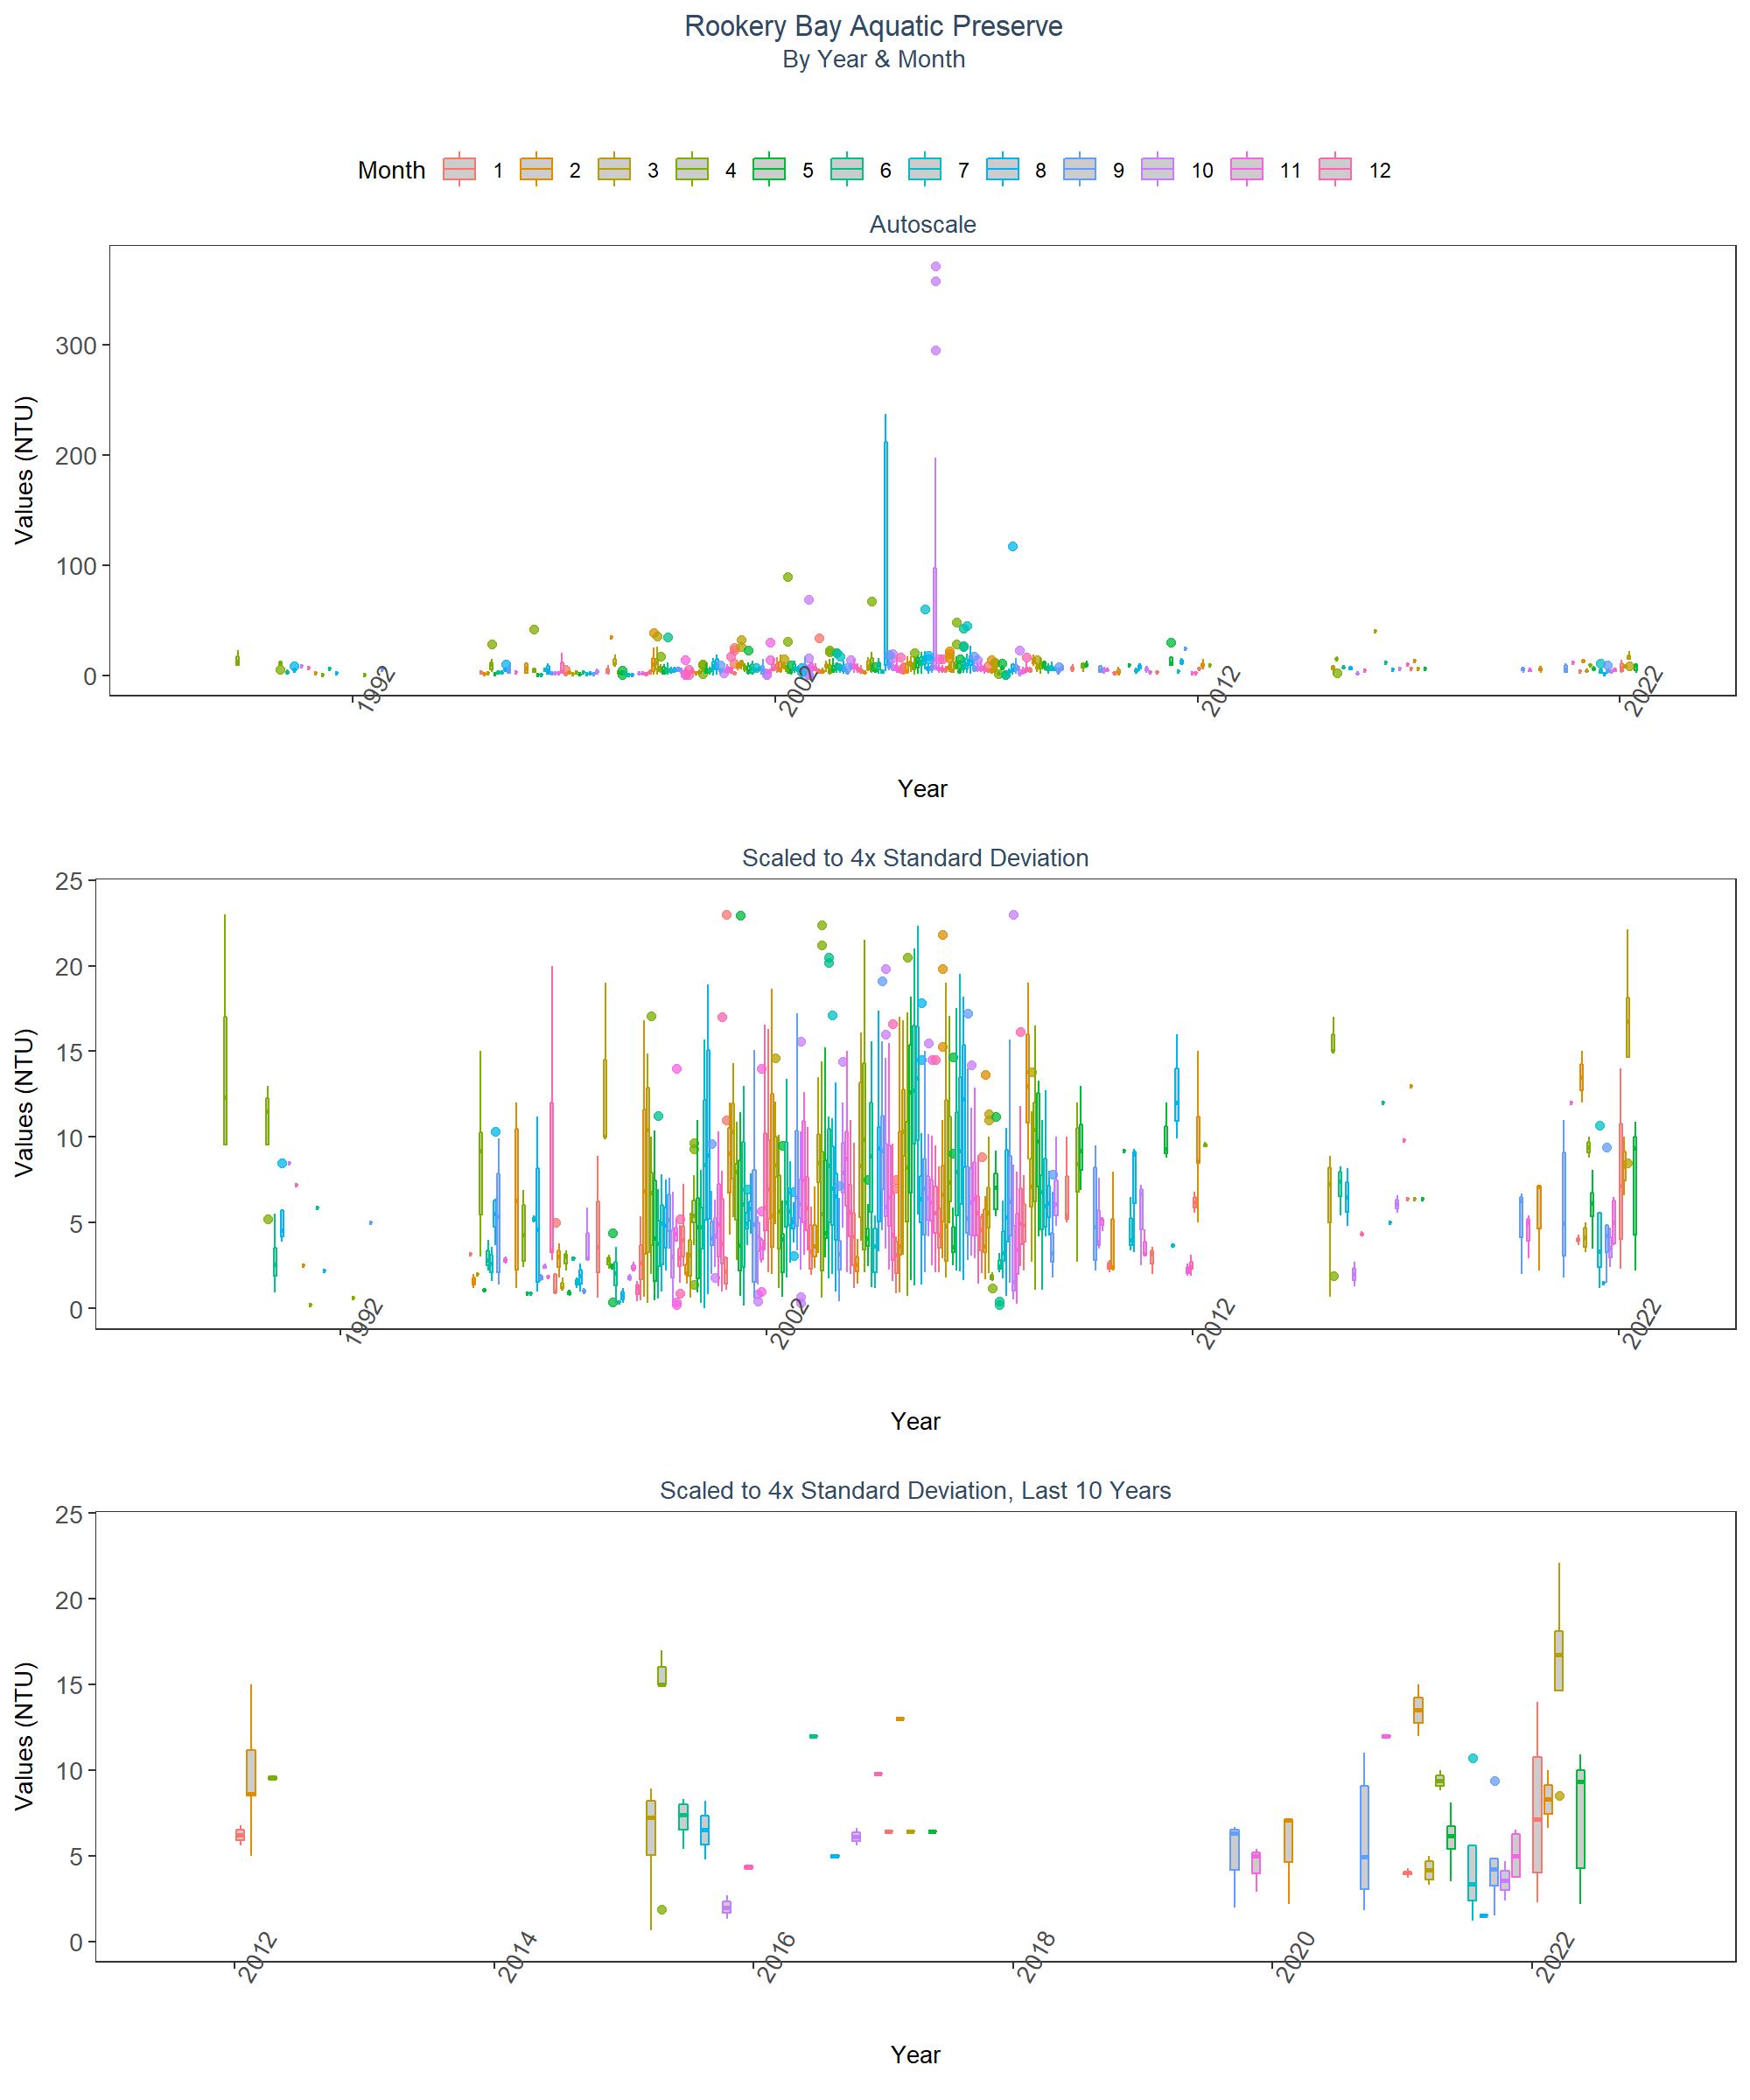 Rookery Bay Aquatic Preserve
By Year & Month
Month 1 2 3 4 5 6 7 8 9 10 11 12
Autoscale
Values (NTU)
300
200
100
0
1992 2002 2012 2022
Year
Scaled to 4x Standard Deviation
Values (NTU)
25
20
15
10
5
0
1992 2002 2012 2022
Year
Scaled to 4x Standard Deviation, Last 10 Years
Values (NTU)
25
20
15
10
5
0
2012 2014 2016 2018 2020 2022
Year